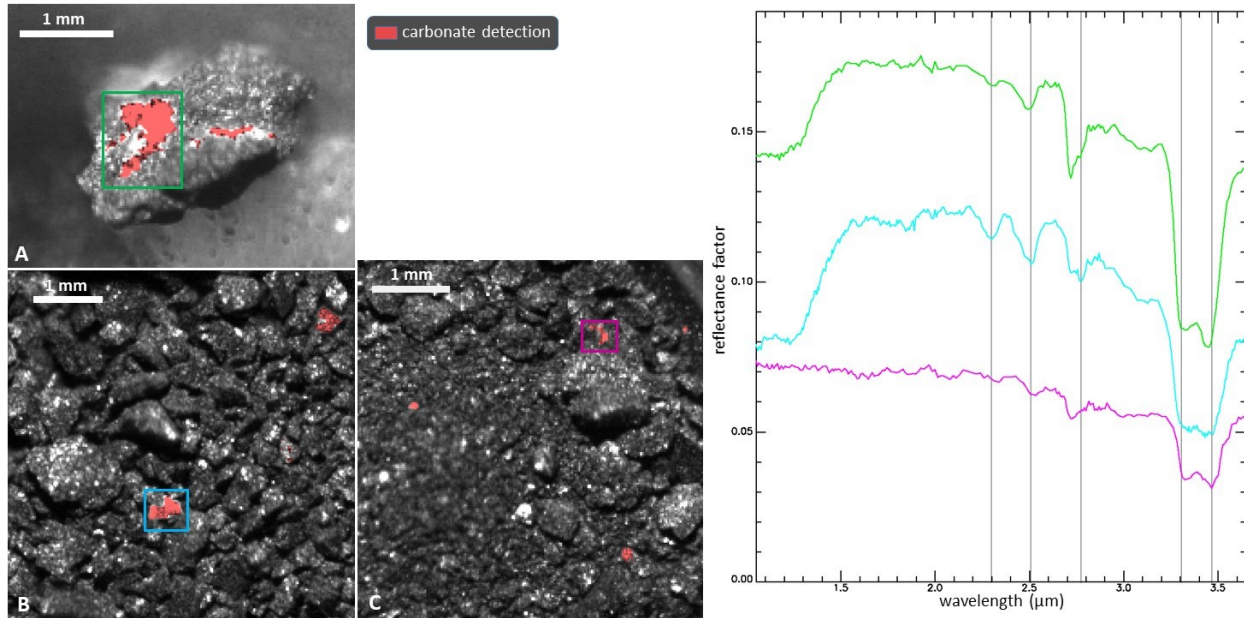 1 mm
carbonate detection
A
1 mm
B
1 mm
C
reflectance factor
0.15
0.10
0.05
0.00
1.5
2.0
2.5
3.0
3.5
wavelength (μm)